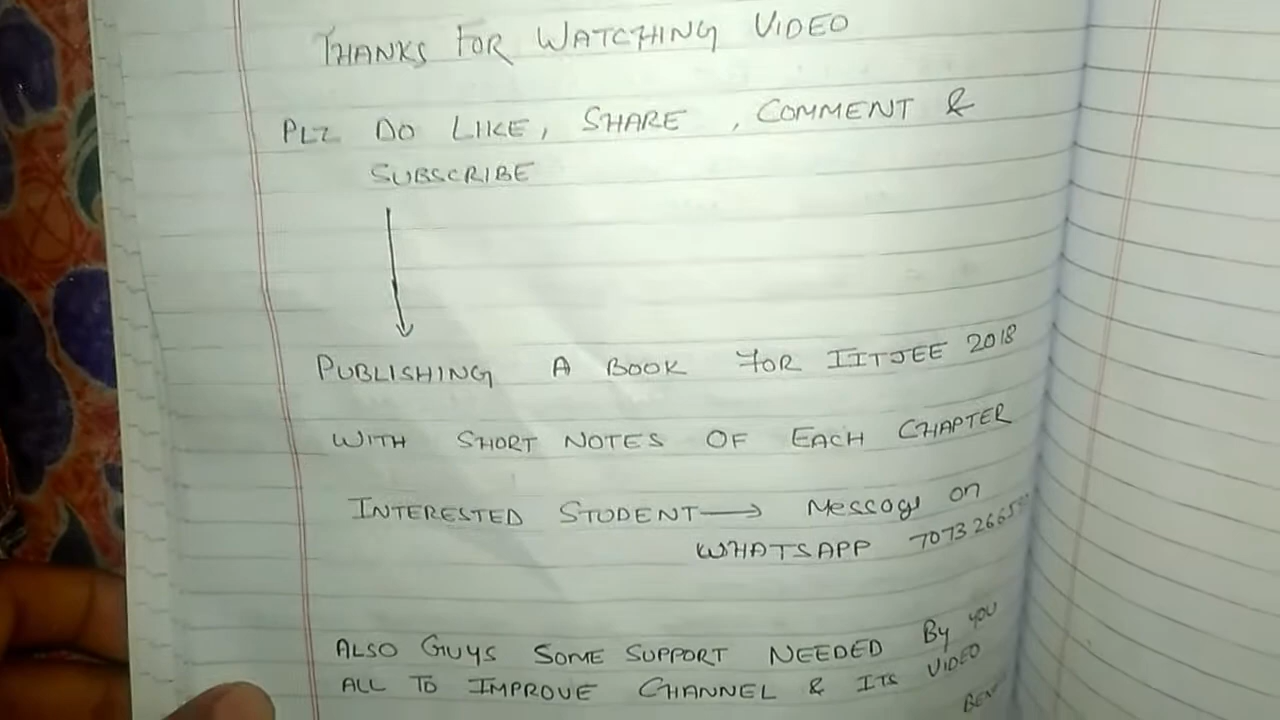 THANKS FOR WATCHING VIDEO
PLZ DO LIKE, SHARE , COMMENT &
SUBSCRIBE
PUBLISHING A BOOK FOR IITJEE 2018
WITH SHORT NOTES OF EACH CHAPTER
INTERESTED STUDENT → Message on
WHATSAPP
ALSO GUYS SOME SUPPORT NEEDED By you
ALL TO IMPROVE CHANNEL & ITS VIDEO